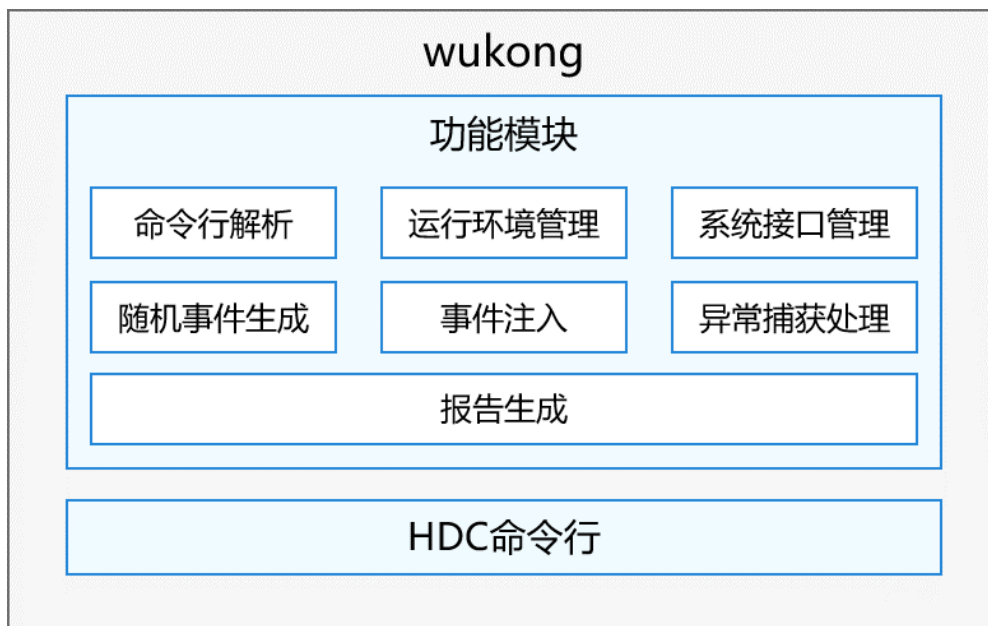 wukong
功能模块
命令行解析
运行环境管理
系统接口管理
随机事件生成
事件注入
异常捕获处理
报告生成
HDC命令行